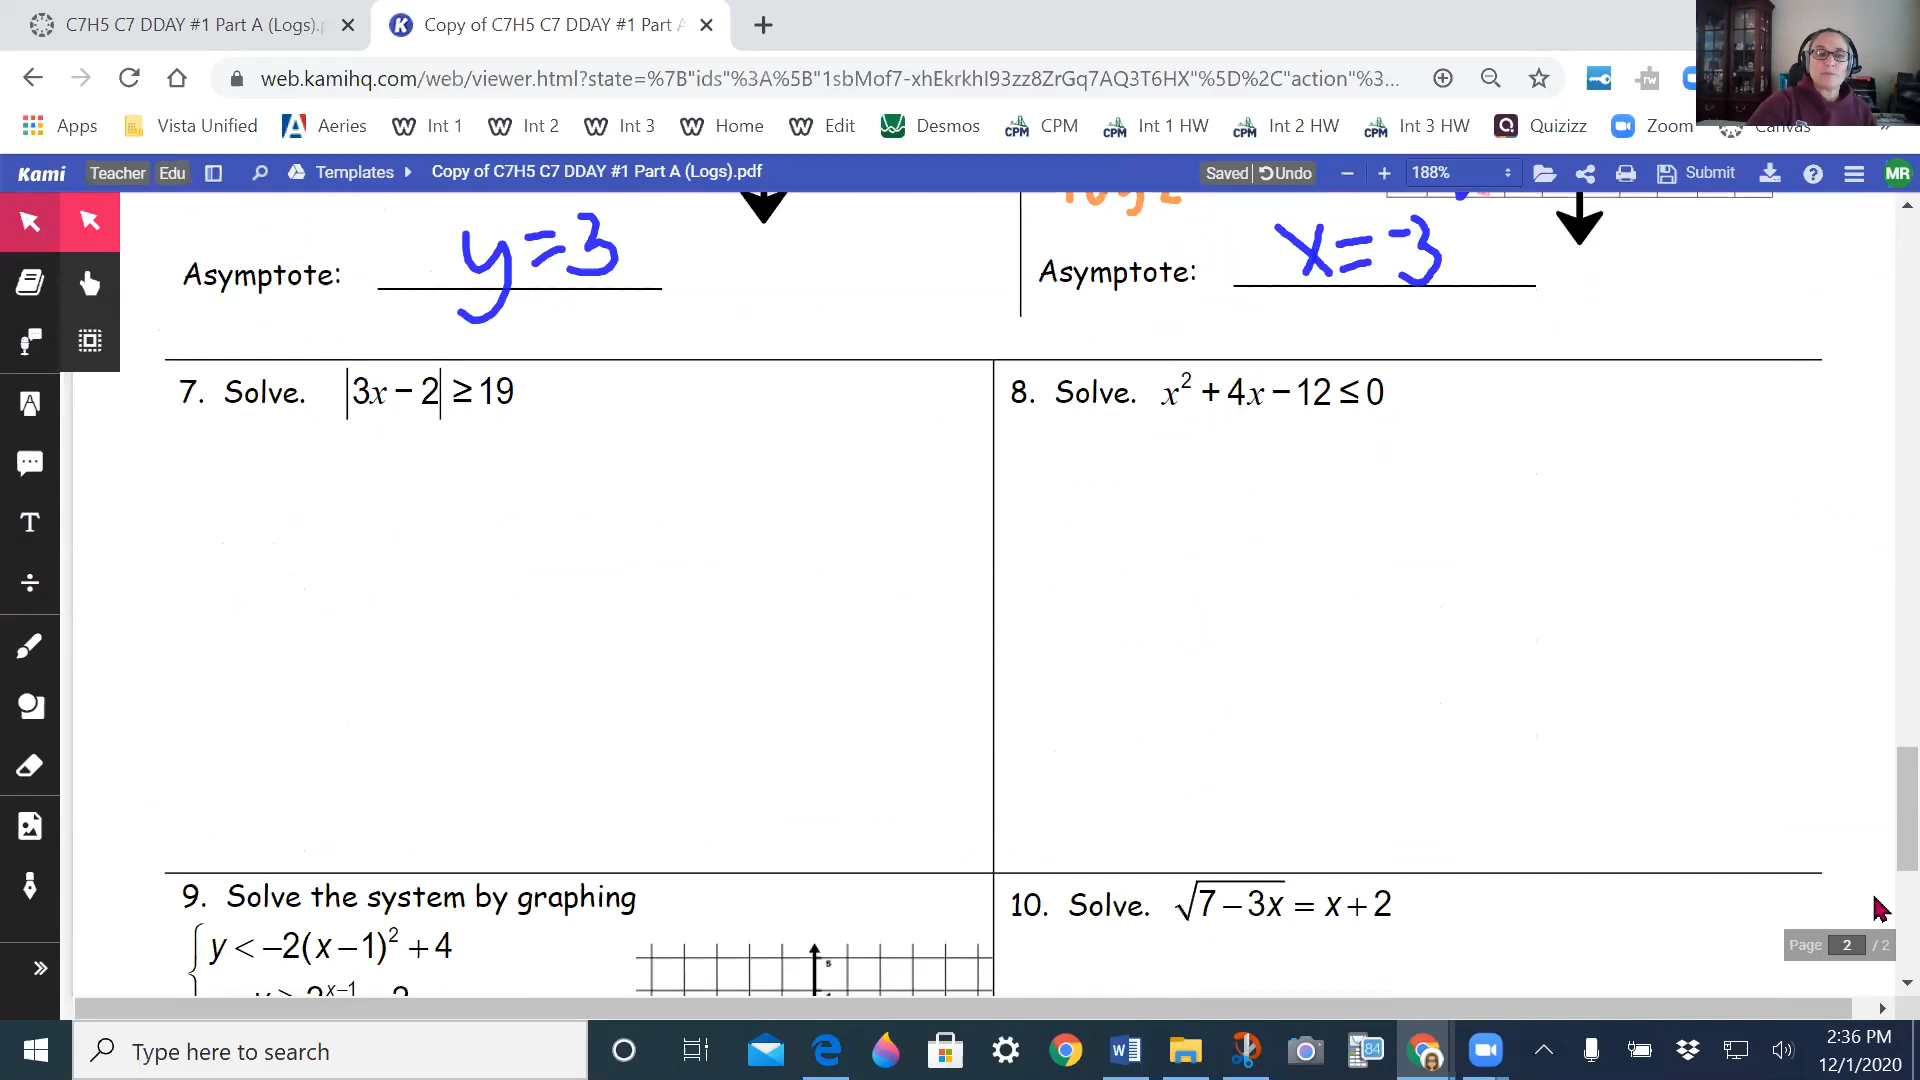 C7H5 C7 DDAY #1 Part A (Logs).p
Copy of C7H5 C7 DDAY #1 Part A
web.kamihq.com/web/viewer.html?state=%7B"ids"%3A%5B"1sbMof7-xhEkrkhI93zz8ZrGq7AQ3T6HX"%5D%2C"action"%3...
Apps Vista Unified Aeries Int 1 Int 2 Int 3 Home Edit Desmos CPM Int 1 HW Int 2 HW Int 3 HW Quizizz Zoom Canvas
Kami Teacher Edu Templates Copy of C7H5 C7 DDAY #1 Part A (Logs).pdf Saved Undo 188% Submit MR
Asymptote: y=3
Asymptote: x=-3
7. Solve. |3x − 2| ≥ 19
8. Solve. x² + 4x − 12 ≤ 0
9. Solve the system by graphing
y < −2(x − 1)² + 4
5
10. Solve. √7 − 3x = x + 2
Page 2 / 2
Type here to search
84
2:36 PM
12/1/2020